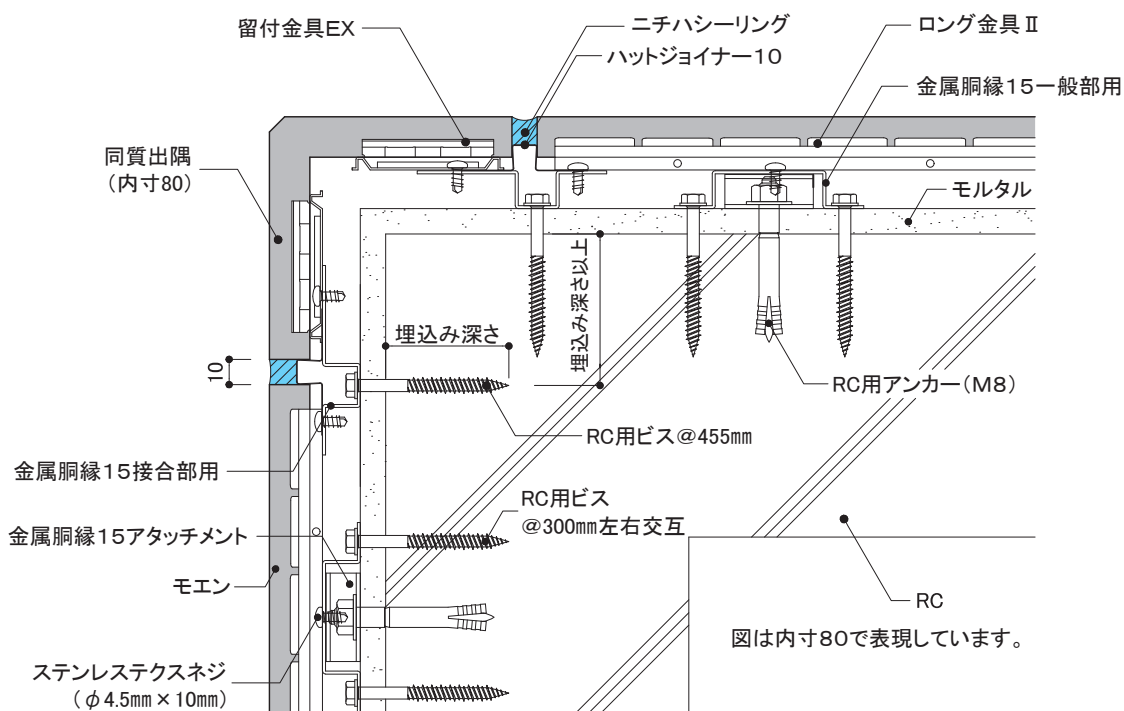 留付金具EX
ニチハシーリング
ハットジョイナー10
ロング金具Ⅱ
金属胴縁15一般部用
同質出隅
（内寸80）
モルタル
埋込み深さ以上
埋込み深さ
10
RC用アンカー（M8）
RC用ビス@455㎜
金属胴縁15接合部用
RC用ビス
@300㎜左右交互
金属胴縁15アタッチメント
モエン
RC
図は内寸80で表現しています。
ステンレステクスネジ
（φ4.5mm×10mm）